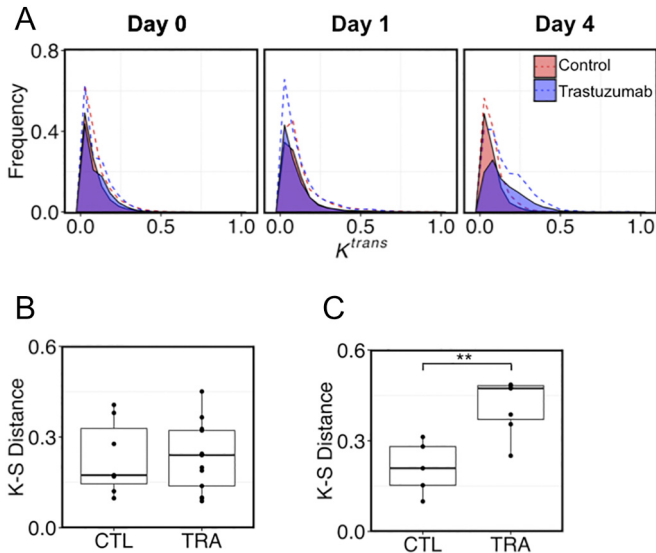 A
Day 0
Day 1
Day 4
Control
Trastuzumab
Frequency
0.8
0.4
0.0
0.0 0.5 1.0
0.0 0.5 1.0
0.0 0.5 1.0
K^trans
B
K-S Distance
0.6
0.3
0.0
CTL TRA
C
K-S Distance
0.6
0.3
0.0
**
CTL TRA